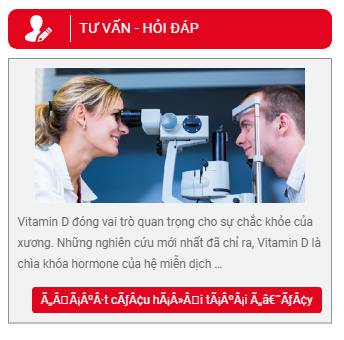 TƯ VẤN - HỎI ĐÁP
Vitamin D đóng vai trò quan trọng cho sự chắc khỏe của
xương. Những nghiên cứu mới nhất đã chỉ ra, Vitamin D là
chìa khóa hormone của hệ miễn dịch ...
Ã„Â�Ã¡ÂºÂ·t cÃƒÂ¢u hÃ¡Â»Â�i tÃ¡ÂºÂ¡i Ã„â€˜ÃƒÂ¢y